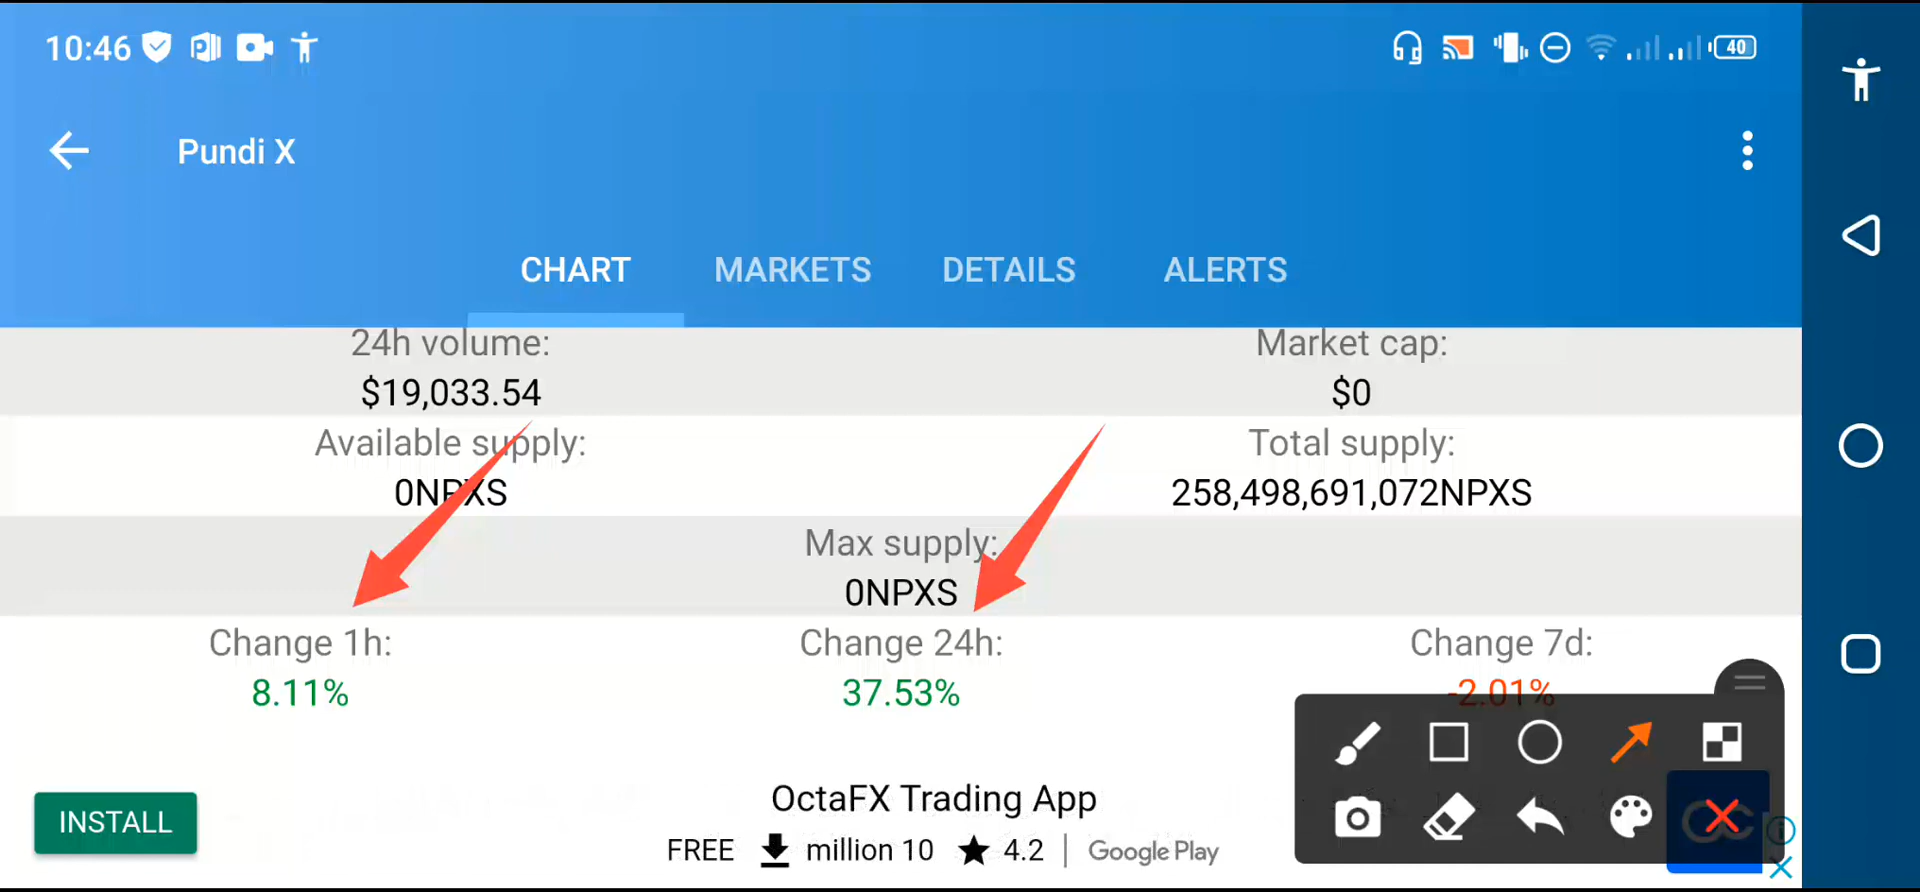 10:46
40
Pundi X
CHART MARKETS DETAILS ALERTS
24h volume: Market cap:
$19,033.54 $0
Available supply: Total supply:
0NPXS 258,498,691,072NPXS
Max supply:
0NPXS
Change 1h: Change 24h: Change 7d:
8.11% 37.53% -2.01%
INSTALL
OctaFX Trading App
FREE million 10 4.2 | Google Play